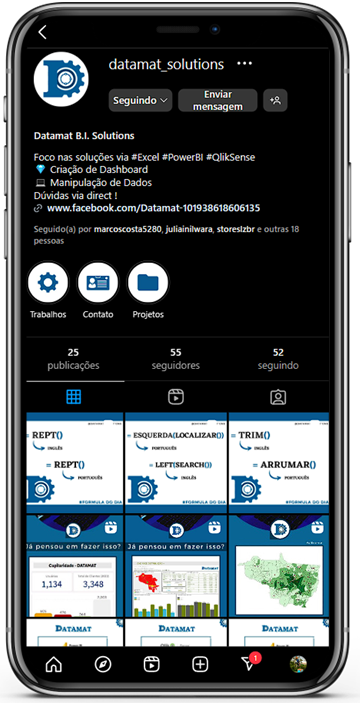 datamat_solutions
Seguindo
Enviar
mensagem
Datamat B.I. Solutions
Foco nas soluções via #Excel #PowerBI #QlikSense
Criação de Dashboard
Manipulação de Dados
Dúvidas via direct !
www.facebook.com/Datamat-101938618606135
Seguido(a) por marcoscosta5280, juliainilwara, storeslzbr e outras 18
pessoas
Trabalhos
Contato
Projetos
25
publicações
55
seguidores
52
seguindo
= REPT()
INGLÊS
= REPT()
PORTUGUÊS
#FORMULA DO DIA
= ESQUERDA(LOCALIZAR())
PORTUGUÊS
= LEFT(SEARCH())
INGLÊS
#FORMULA DO DIA
= TRIM()
INGLÊS
= ARRUMAR()
PORTUGUÊS
#FORMULA DO DIA
Já pensou em fazer isso?
Capilaridade - DATAMAT
1,134
3,348
Já pensou em fazer isso?
DATAMAT
DATAMAT
DATAMAT
1